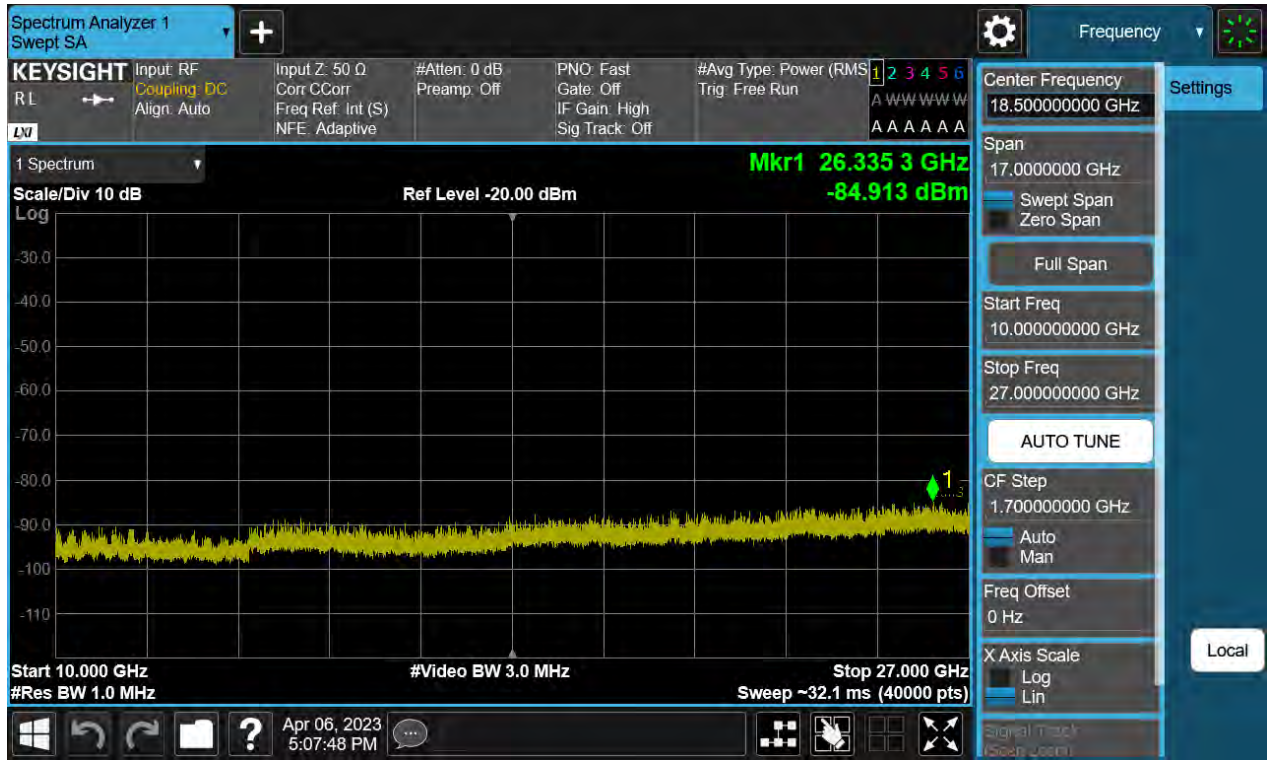 Spectrum Analyzer 1
Swept SA
Frequency
KEYSIGHT
RL
LXI
Input: RF
Coupling: DC
Align: Auto
Input Z: 50 Ω
Corr CCorr
Freq Ref: Int (S)
NFE: Adaptive
#Atten: 0 dB
Preamp: Off
PNO: Fast
Gate: Off
IF Gain: High
Sig Track: Off
#Avg Type: Power (RMS
Trig: Free Run
1 2 3 4 5 6
A W W W W W
A A A A A A
1 Spectrum
Mkr1 26.335 3 GHz
Scale/Div 10 dB
Ref Level -20.00 dBm
-84.913 dBm
Log
-30.0
-40.0
-50.0
-60.0
-70.0
-80.0
1
-90.0
-100
-110
Start 10.000 GHz
#Video BW 3.0 MHz
Stop 27.000 GHz
#Res BW 1.0 MHz
Sweep ~32.1 ms (40000 pts)
Apr 06, 2023
5:07:48 PM
Center Frequency
18.500000000 GHz
Settings
Span
17.0000000 GHz
Swept Span
Zero Span
Full Span
Start Freq
10.000000000 GHz
Stop Freq
27.000000000 GHz
AUTO TUNE
CF Step
1.700000000 GHz
Auto
Man
Freq Offset
0 Hz
X Axis Scale
Log
Lin
Local
Signal Track
(Span Zoom)